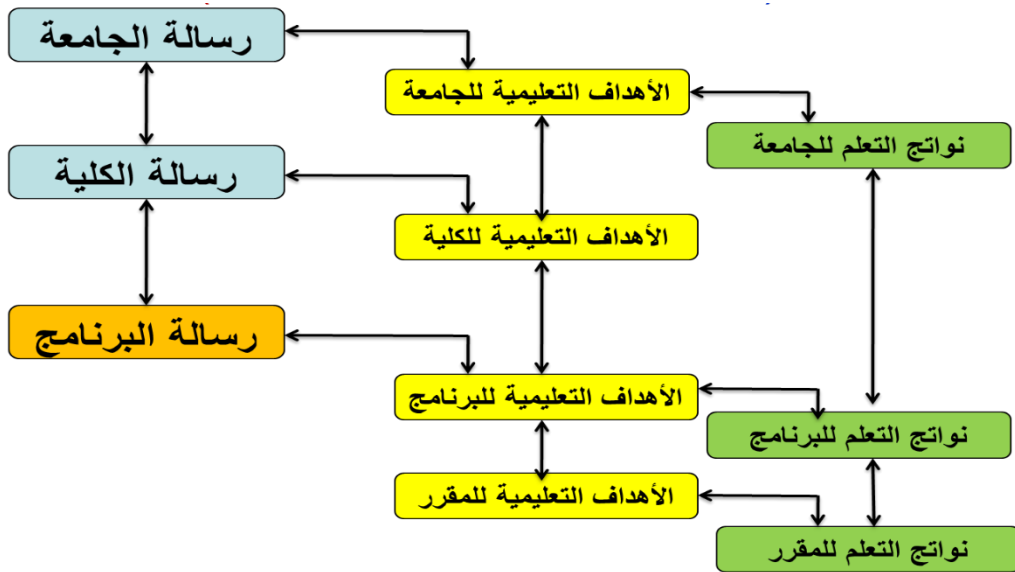 رسالة الجامعة
الأهداف التعليمية للجامعة
نواتج التعلم للجامعة
رسالة الكلية
الأهداف التعليمية للكلية
رسالة البرنامج
الأهداف التعليمية للبرنامج
نواتج التعلم للبرنامج
الأهداف التعليمية للمقرر
نواتج التعلم للمقرر